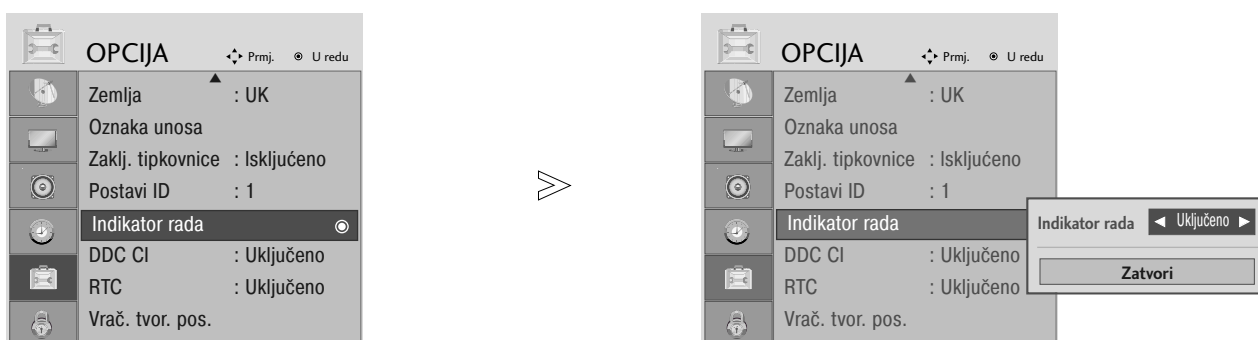 OPCIJA Prmj. U redu
Zemlja : UK
Oznaka unosa
Zaklj. tipkovnice : Isključeno
Postavi ID : 1
Indikator rada
DDC CI : Uključeno
RTC : Uključeno
Vrač. tvor. pos.
OPCIJA Prmj. U redu
Zemlja : UK
Oznaka unosa
Zaklj. tipkovnice : Isključeno
Postavi ID : 1
Indikator rada
DDC CI : Uključeno
RTC : Uključeno
Vrač. tvor. pos.
Indikator rada ◄ Uključeno ►
Zatvori